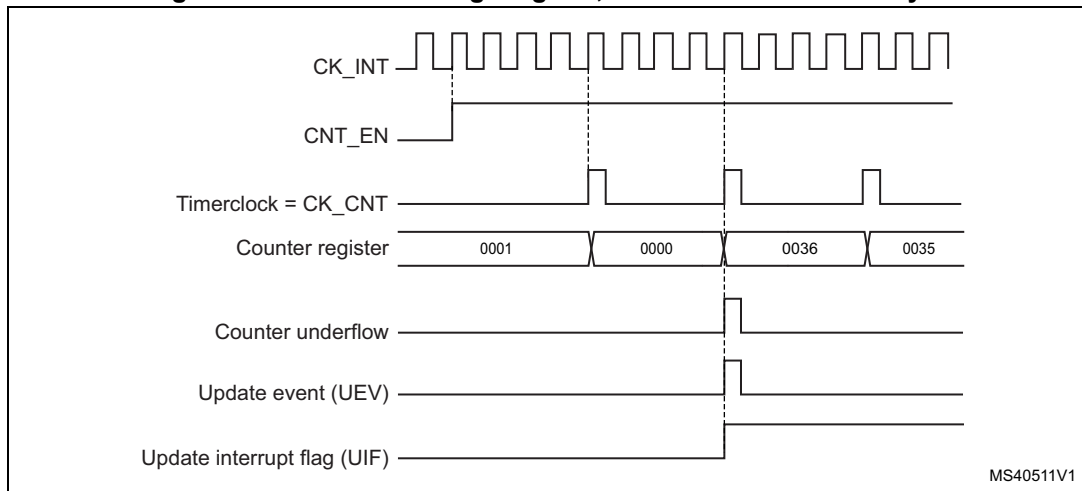 CK_INT
CNT_EN
Timerclock = CK_CNT
Counter register 0001 0000 0036 0035
Counter underflow
Update event (UEV)
Update interrupt flag (UIF)
MS40511V1